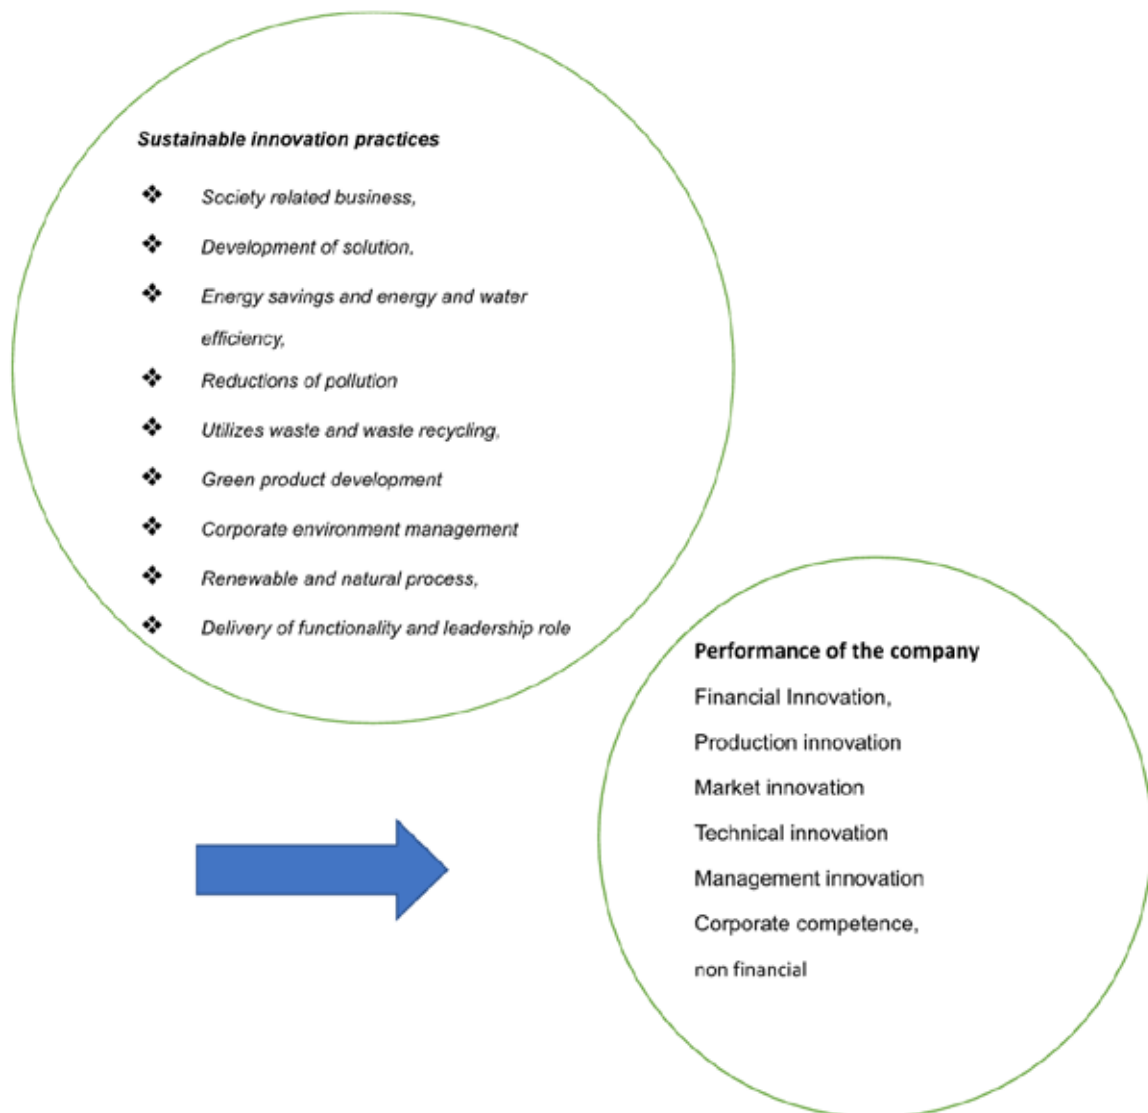 Sustainable innovation practices
❖ Society related business,
❖ Development of solution,
❖ Energy savings and energy and water
efficiency,
❖ Reductions of pollution
❖ Utilizes waste and waste recycling,
❖ Green product development
❖ Corporate environment management
❖ Renewable and natural process,
❖ Delivery of functionality and leadership role
Performance of the company
Financial Innovation,
Production innovation
Market innovation
Technical innovation
Management innovation
Corporate competence,
non financial